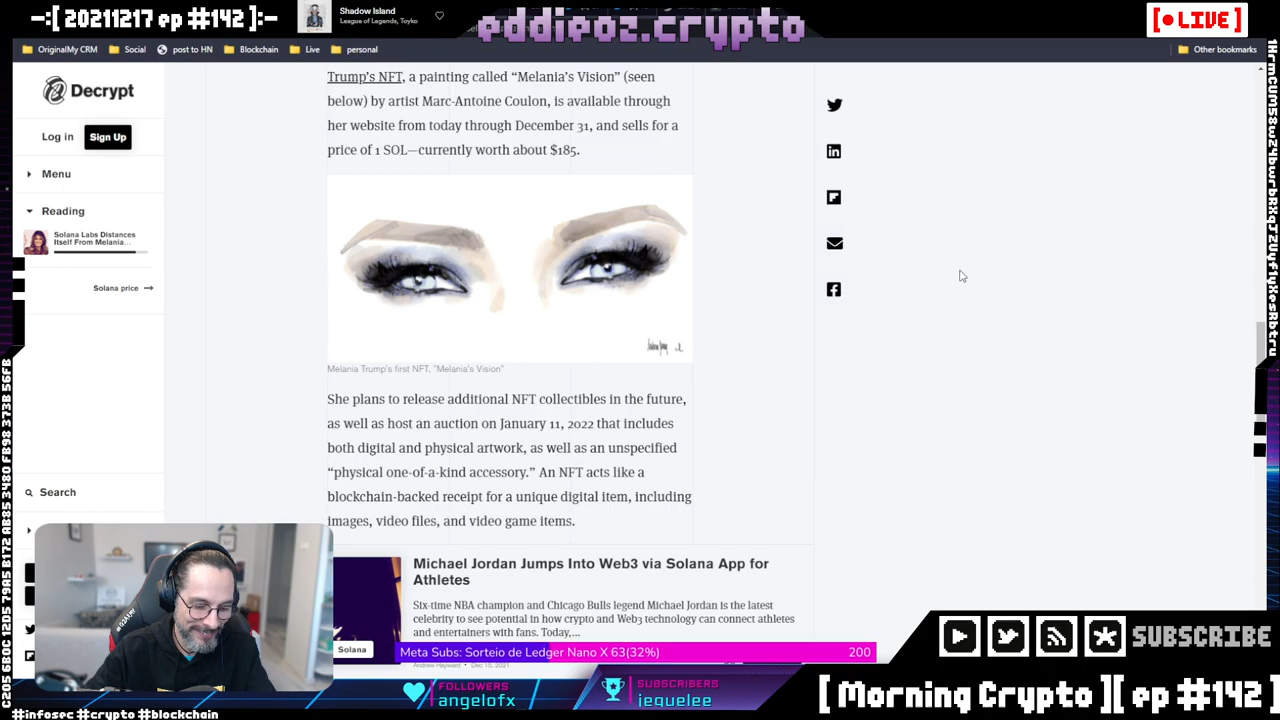 -:[ 20211217 ep #142 ]:-
Shadow Island
League of Legends, Toyko
eddieoz.crypto
[● LIVE]
OriginalMy CRM
Social
post to HN
Blockchain
Live
personal
Other bookmarks
Decrypt
Log in
Sign Up
Menu
Reading
Solana Labs Distances
Itself From Melania...
Solana price
Search
Trump's NFT, a painting called “Melania's Vision” (seen
below) by artist Marc-Antoine Coulon, is available through
her website from today through December 31, and sells for a
price of 1 SOL—currently worth about $185.
Melania Trump's first NFT, "Melania's Vision"
She plans to release additional NFT collectibles in the future,
as well as host an auction on January 11, 2022 that includes
both digital and physical artwork, as well as an unspecified
“physical one-of-a-kind accessory.” An NFT acts like a
blockchain-backed receipt for a unique digital item, including
images, video files, and video game items.
Michael Jordan Jumps Into Web3 via Solana App for
Athletes
Six-time NBA champion and Chicago Bulls legend Michael Jordan is the latest
celebrity to see potential in how crypto and Web3 technology can connect athletes
and entertainers with fans. Today,...
Solana
Meta Subs: Sorteio de Ledger Nano X 63(32%)
200
Andrew Hayward • Dec 15, 2021
FOLLOWERS
angelofx
SUBSCRIBERS
ieguelee
SUBSCRIBE
[ Morning Crypto ][ ep #142 ]
#infosec #crypto #blockchain